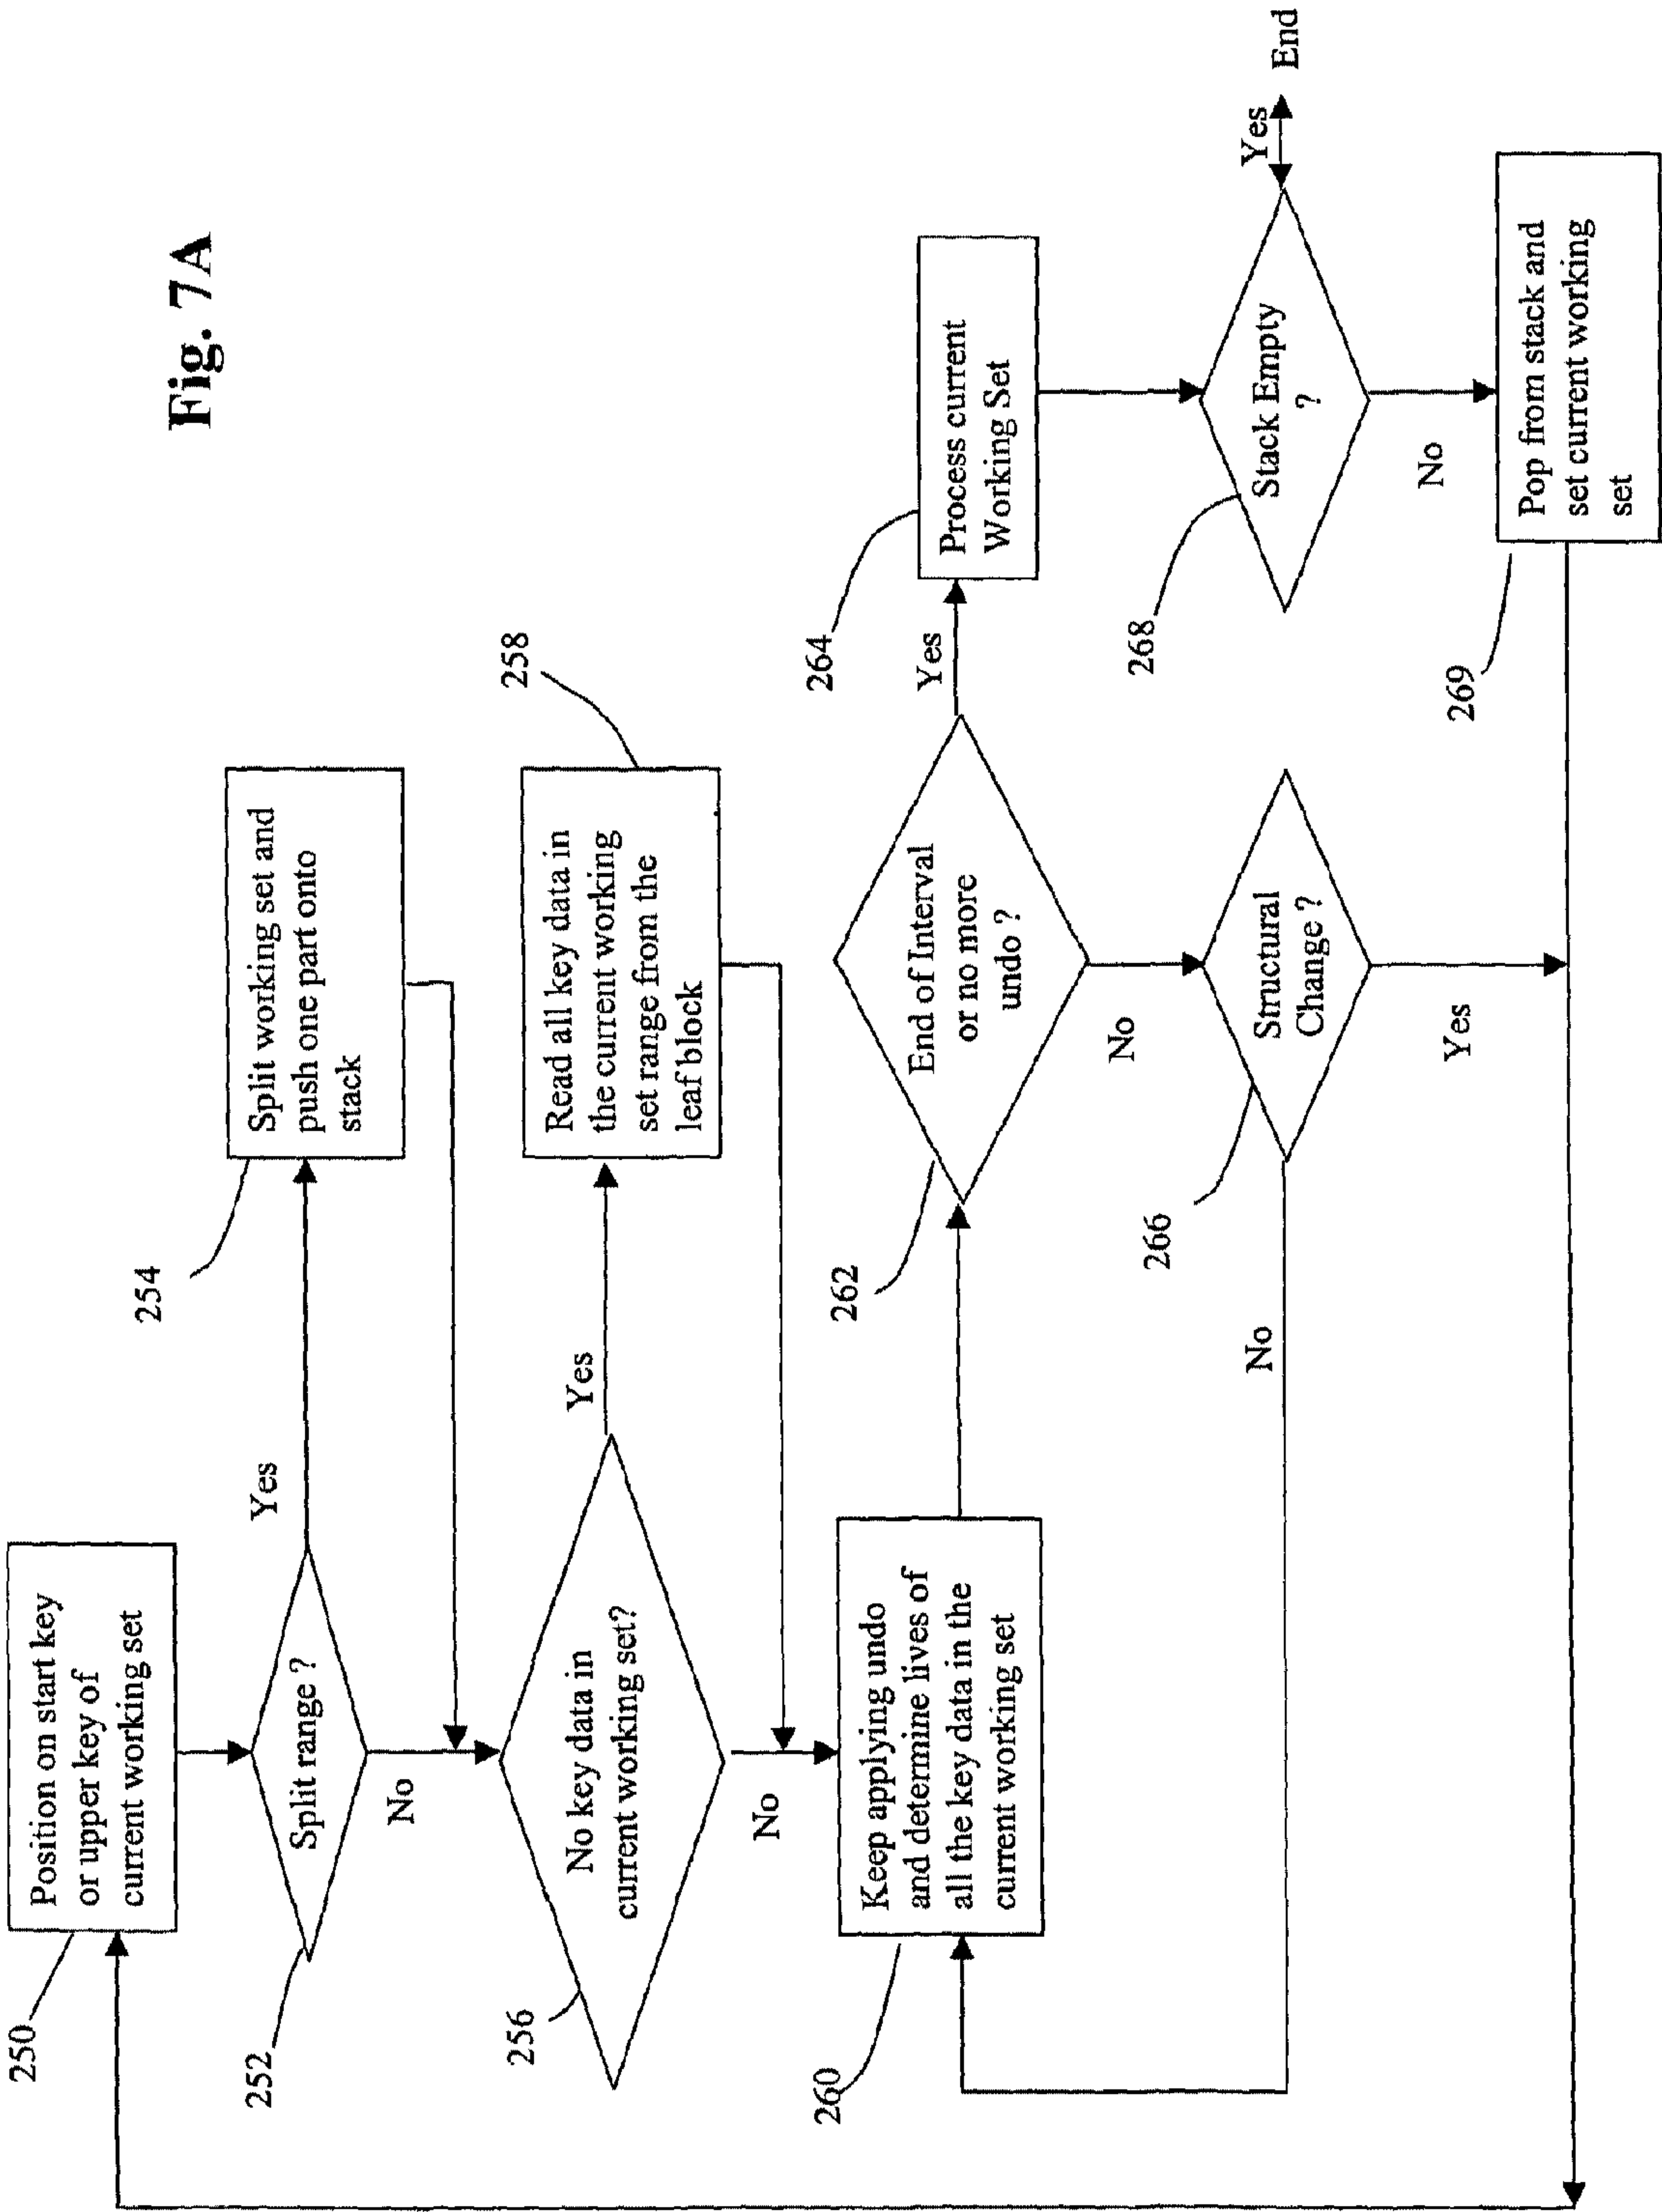 Fig. 7A
250
Position on start key
or upper key of
current working set
252
Split range ?
Yes
No
254
Split working set and
push one part onto
stack
256
No key data in
current working set?
Yes
No
258
Read all key data in
the current working
set range from the
leaf block
260
Keep applying undo
and determine lives of
all the key data in the
current working set
262
End of Interval
or no more
undo ?
Yes
No
264
Process current
Working Set
266
Structural
Change ?
No
Yes
268
Stack Empty
?
Yes
End
No
269
Pop from stack and
set current working
set